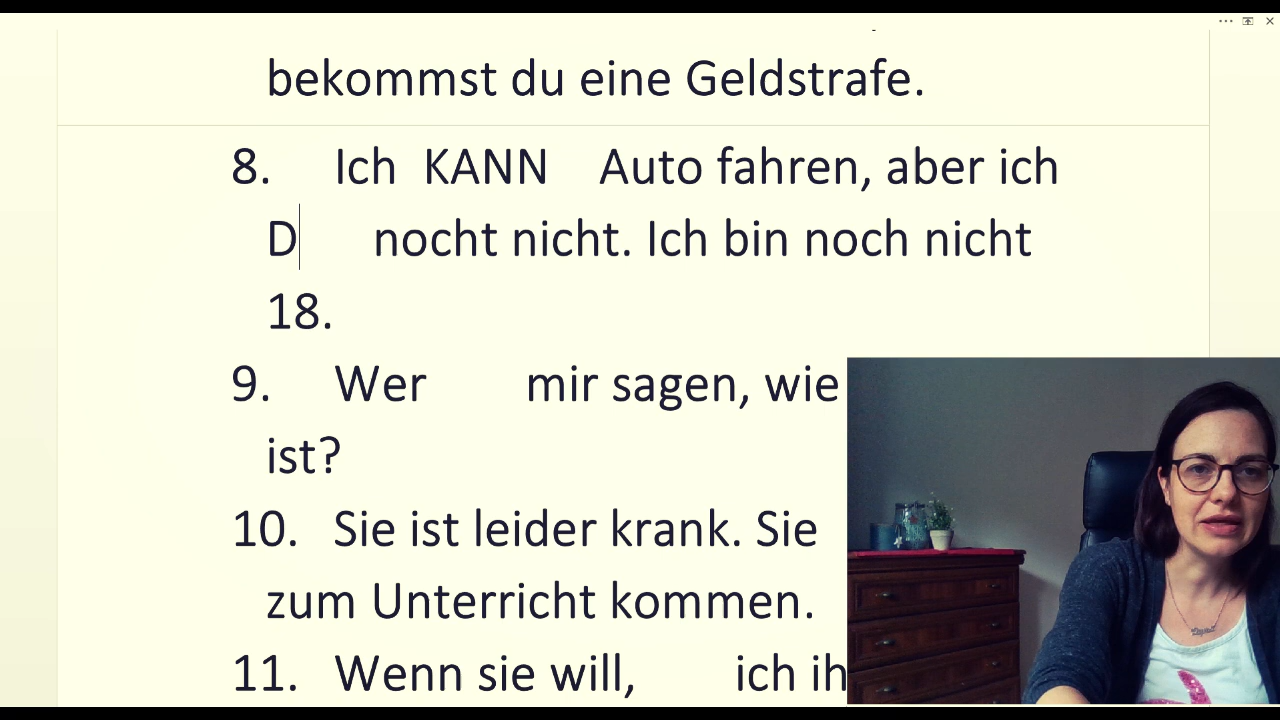 bekommst du eine Geldstrafe.
8. Ich KANN Auto fahren, aber ich
D nocht nicht. Ich bin noch nicht
18.
9. Wer mir sagen, wie
ist?
10. Sie ist leider krank. Sie
zum Unterricht kommen.
11. Wenn sie will, ich ih